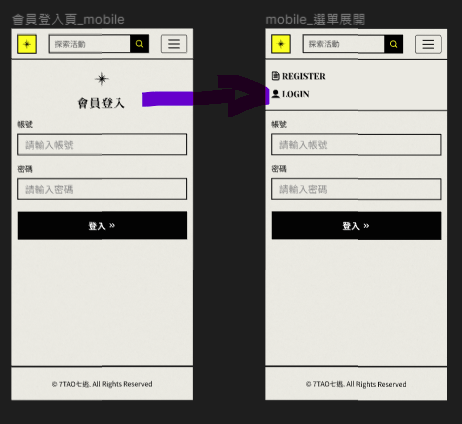 會員登入頁_mobile
探索活動
會員登入
帳號
請輸入帳號
密碼
請輸入密碼
登入 »
© 7TAO七逃. All Rights Reserved
mobile_選單展開
探索活動
REGISTER
LOGIN
帳號
請輸入帳號
密碼
請輸入密碼
登入 »
© 7TAO七逃. All Rights Reserved